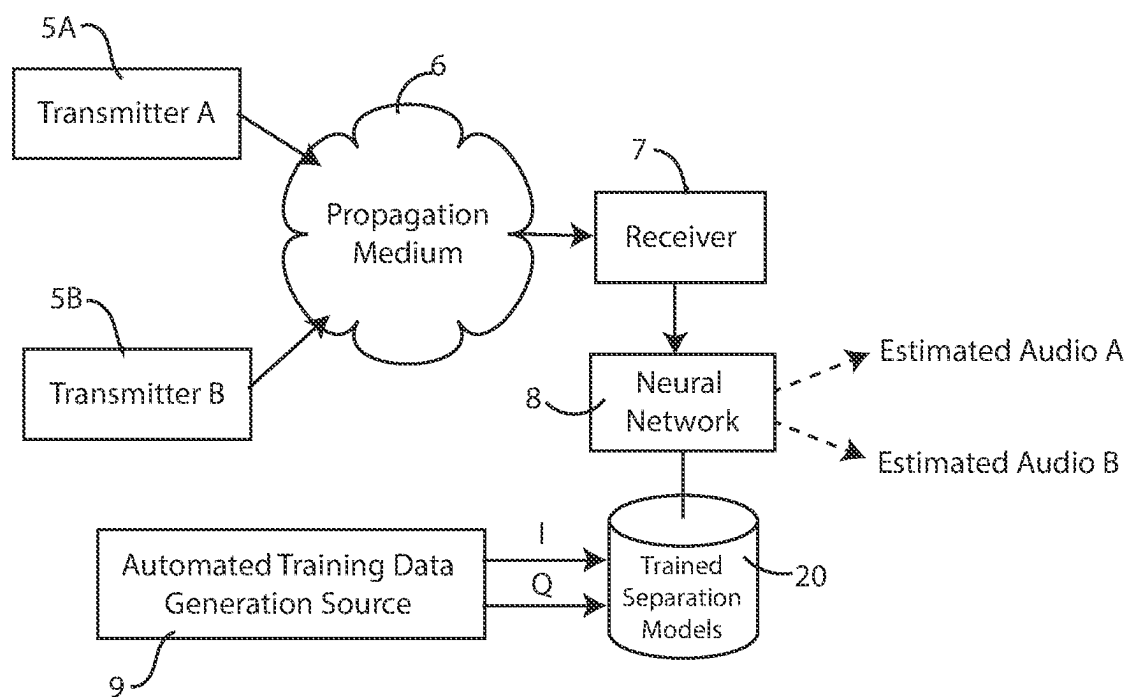 5A
Transmitter A
6
Propagation
Medium
7
Receiver
5B
Transmitter B
8
Neural
Network
Estimated Audio A
Estimated Audio B
Automated Training Data
Generation Source
9
I
Q
Trained
Separation
Models
20